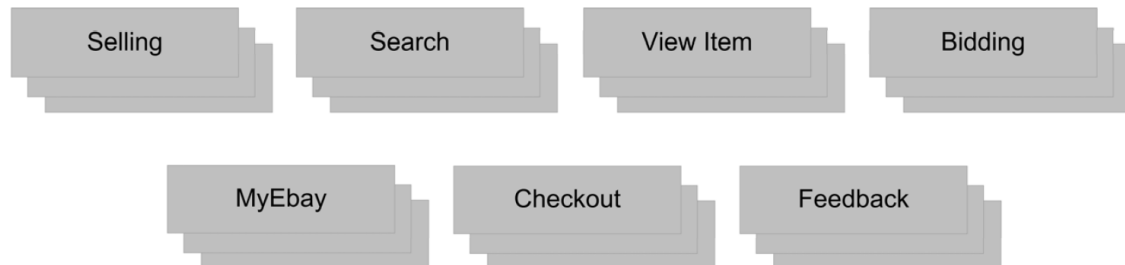 Selling
Search
View Item
Bidding
MyEbay
Checkout
Feedback